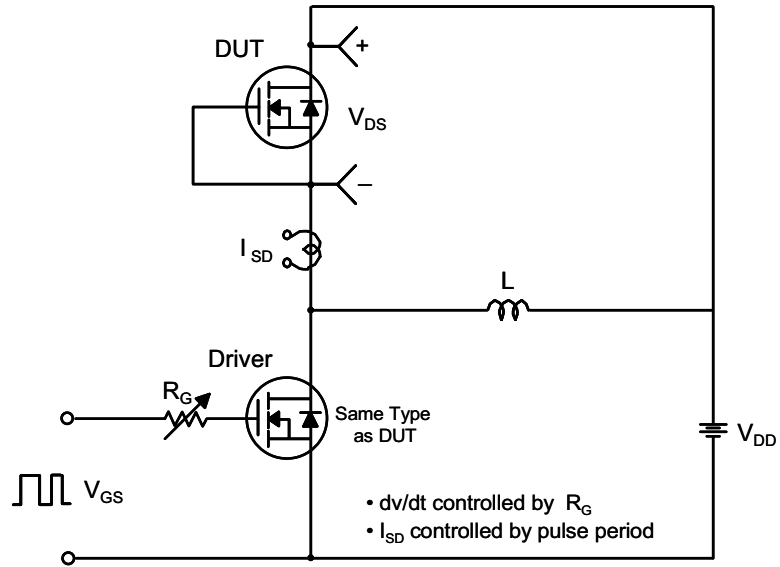 DUT
+
V_DS
–
I_SD
L
Driver
R_G
Same Type
as DUT
V_DD
V_GS
• dv/dt controlled by R_G
• I_SD controlled by pulse period